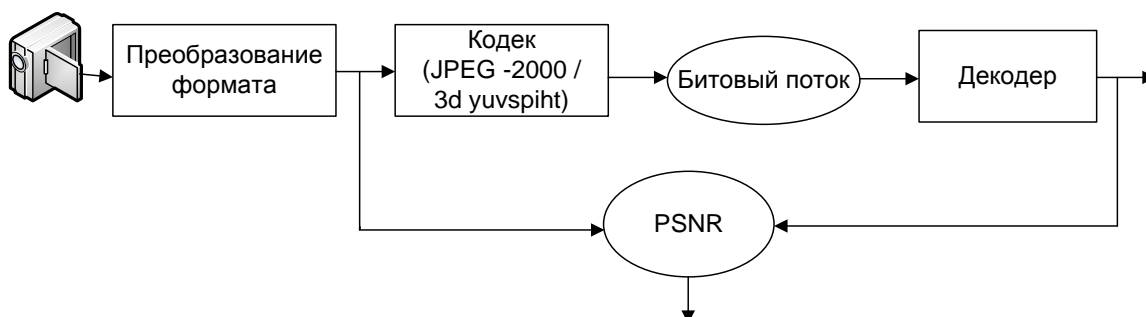 Преобразование
формата
Кодек
(JPEG -2000 /
3d yuvspiht)
Битовый поток
Декодер
PSNR